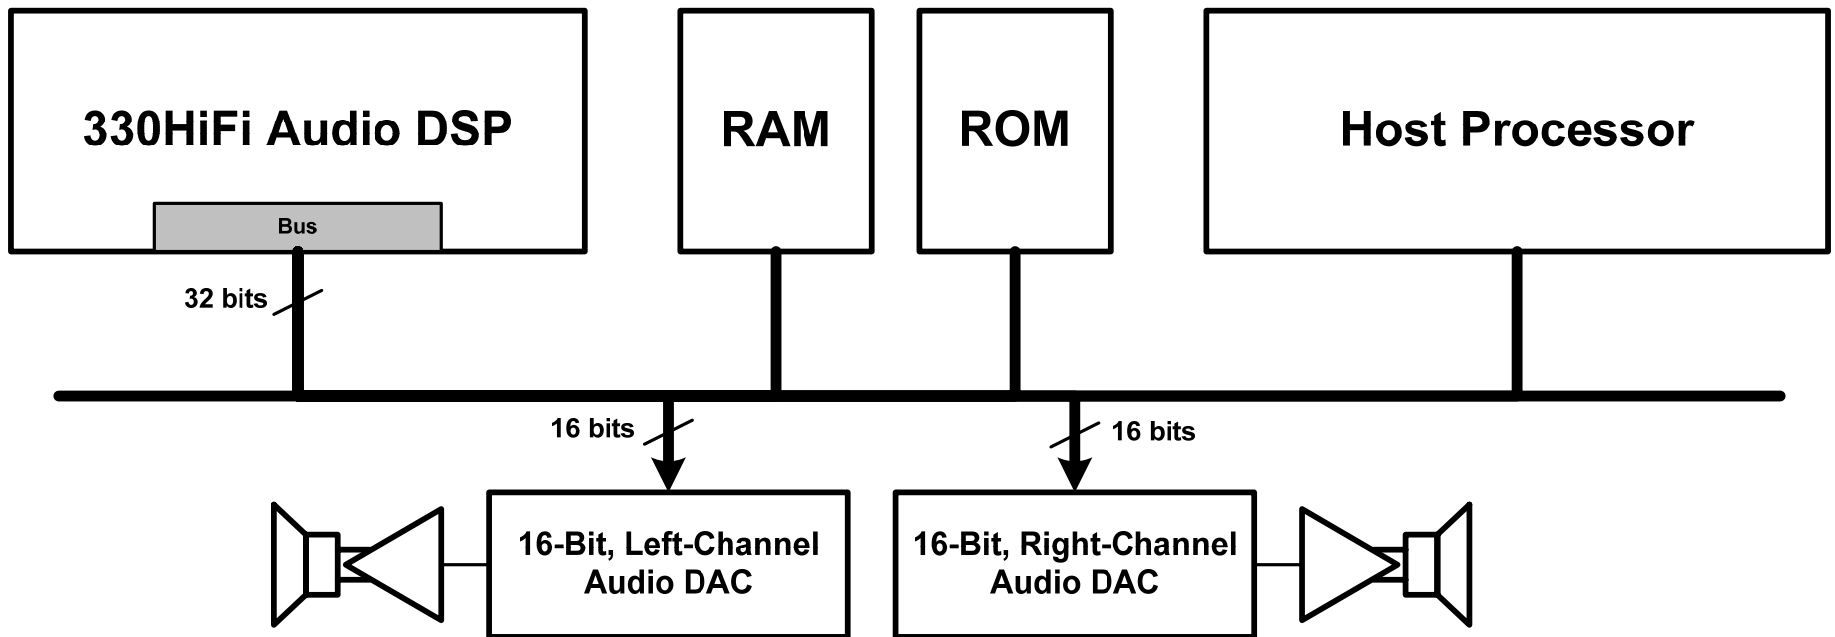 330HiFi Audio DSP
RAM
ROM
Host Processor
Bus
32 bits
16 bits
16 bits
16-Bit, Left-Channel
Audio DAC
16-Bit, Right-Channel
Audio DAC